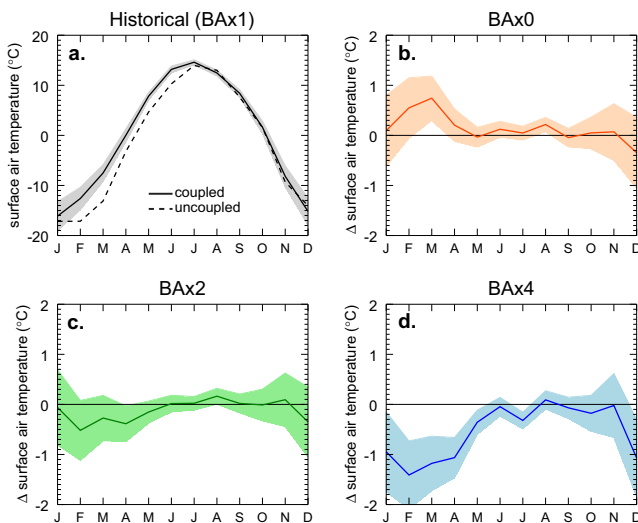 Historical (BAx1)
BAx0
a.
b.
surface air temperature (°C)
Δ surface air temperature (°C)
20
10
0
-10
-20
coupled
uncoupled
J F M A M J J A S O N D
2
1
0
-1
-2
J F M A M J J A S O N D
BAx2
BAx4
c.
d.
Δ surface air temperature (°C)
Δ surface air temperature (°C)
2
1
0
-1
-2
J F M A M J J A S O N D
2
1
0
-1
-2
J F M A M J J A S O N D